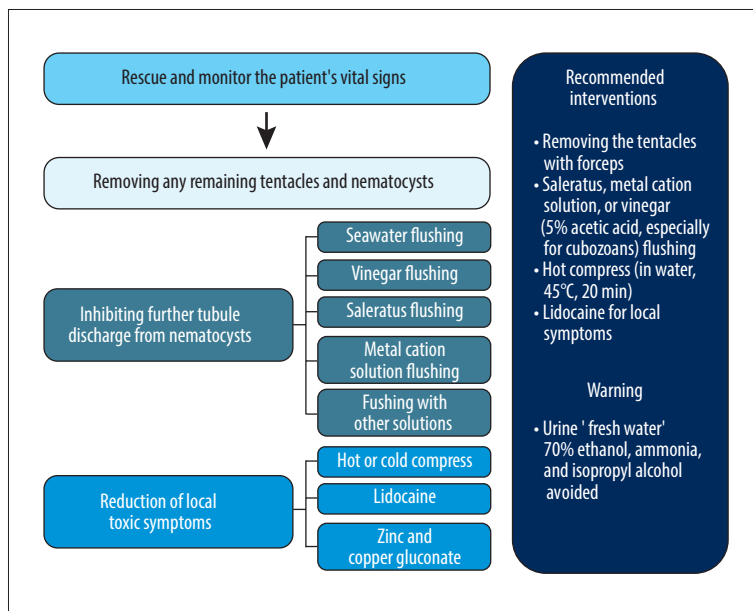 Rescue and monitor the patient's vital signs
Removing any remaining tentacles and nematocysts
Inhibiting further tubule
discharge from nematocysts
Seawater flushing
Vinegar flushing
Saleratus flushing
Metal cation
solution flushing
Fushing with
other solutions
Reduction of local
toxic symptoms
Hot or cold compress
Lidocaine
Zinc and
copper gluconate
Recommended
interventions
• Removing the tentacles
with forceps
• Saleratus, metal cation
solution, or vinegar
(5% acetic acid, especially
for cubozoans) flushing
• Hot compress (in water,
45°C, 20 min)
• Lidocaine for local
symptoms
Warning
• Urine ' fresh water'
70% ethanol, ammonia,
and isopropyl alcohol
avoided